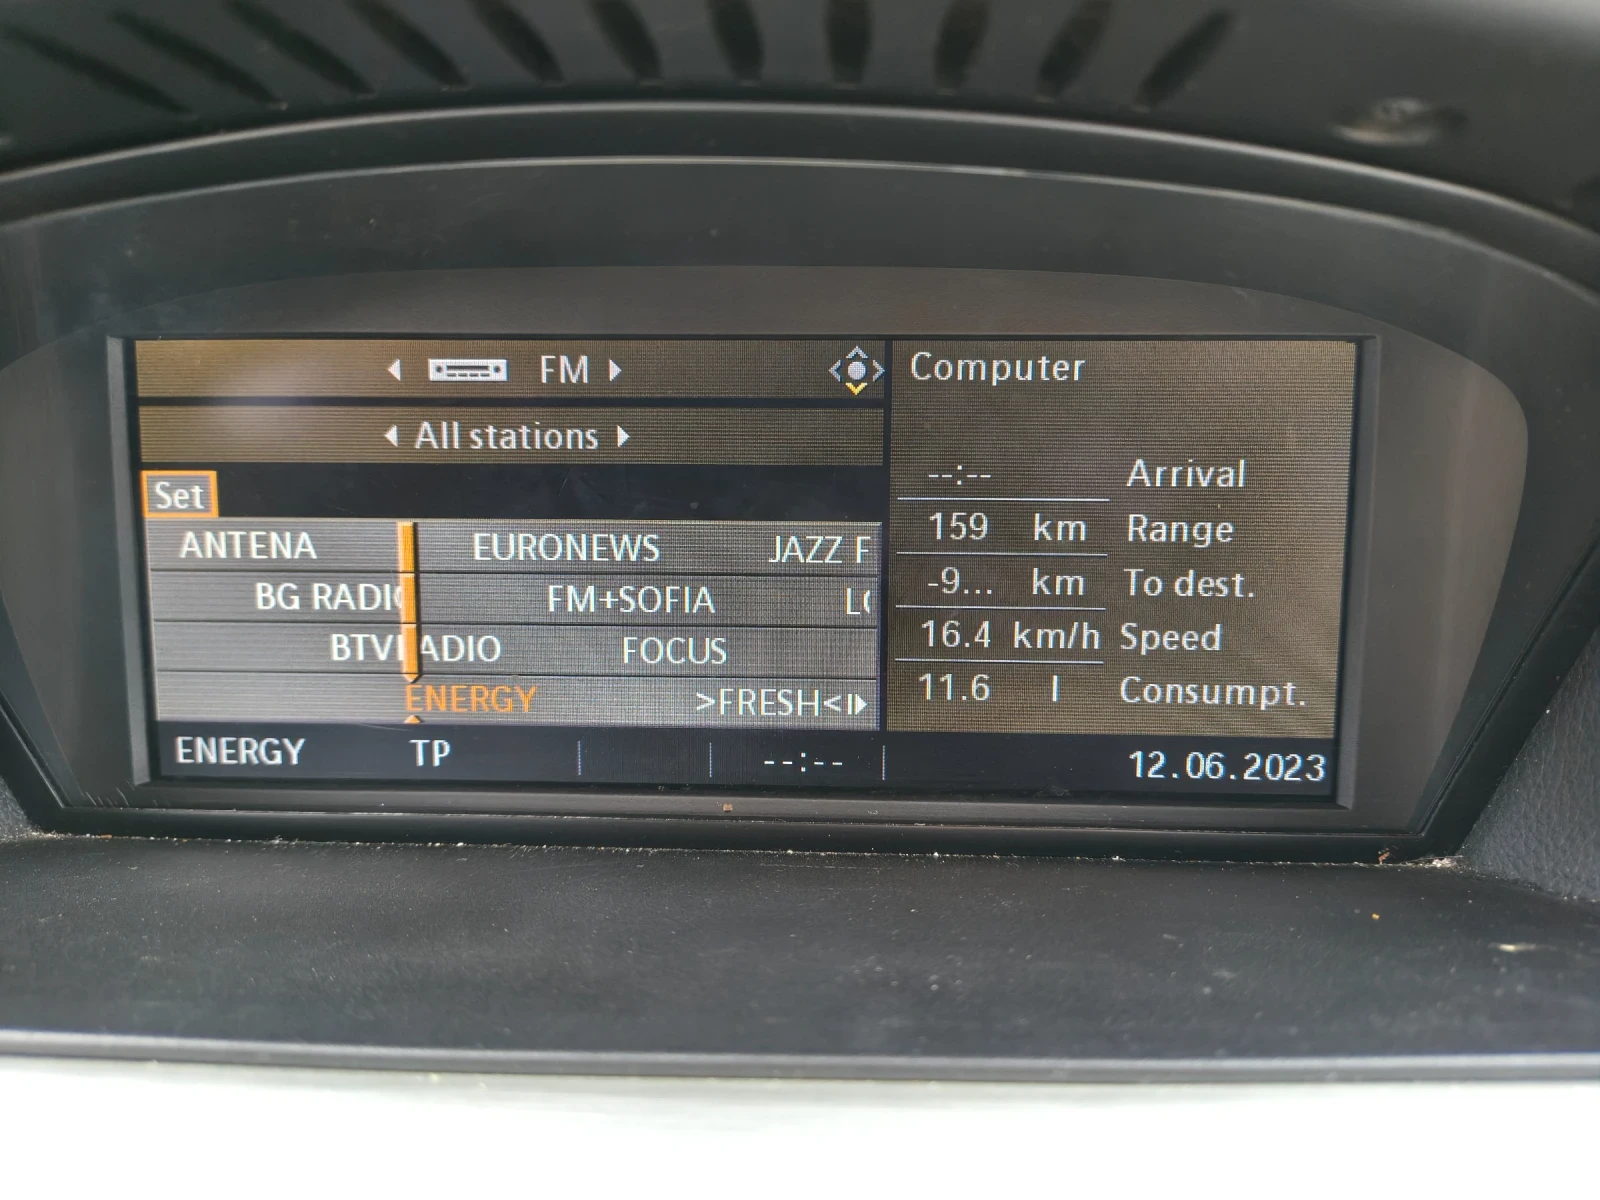 FM
All stations
Set
ANTENA EURONEWS JAZZ F
BG RADI FM+SOFIA
BTV ADIO FOCUS
ENERGY >FRESH<
ENERGY TP --:--
Computer
--:-- Arrival
159 km Range
-9... km To dest.
16.4 km/h Speed
11.6 l Consumpt.
12.06.2023